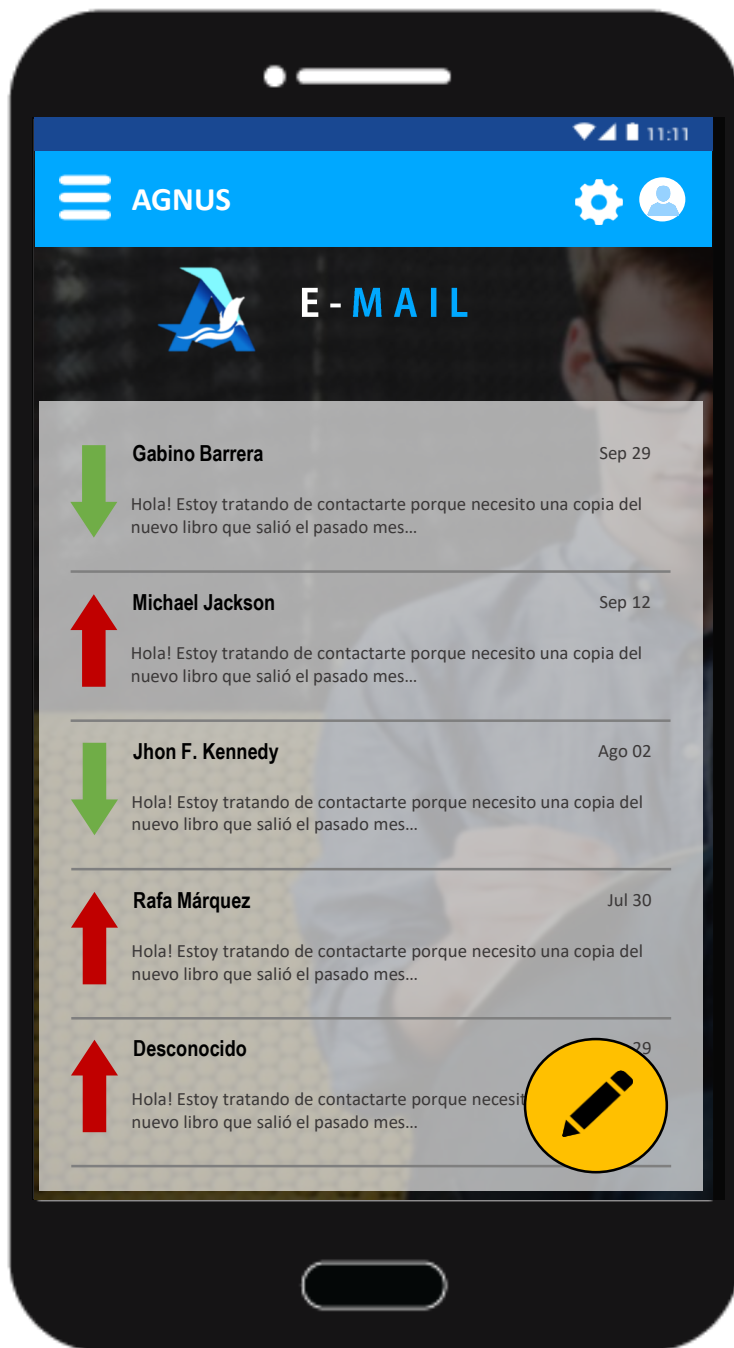 11:11
AGNUS
E-MAIL
Gabino Barrera
Sep 29
Hola! Estoy tratando de contactarte porque necesito una copia del
nuevo libro que salió el pasado mes...
Michael Jackson
Sep 12
Hola! Estoy tratando de contactarte porque necesito una copia del
nuevo libro que salió el pasado mes...
Jhon F. Kennedy
Ago 02
Hola! Estoy tratando de contactarte porque necesito una copia del
nuevo libro que salió el pasado mes...
Rafa Márquez
Jul 30
Hola! Estoy tratando de contactarte porque necesito una copia del
nuevo libro que salió el pasado mes...
Desconocido
29
Hola! Estoy tratando de contactarte porque
nuevo libro que salió el pasado mes...